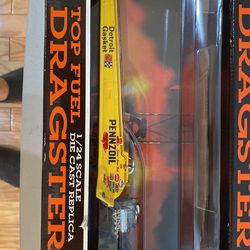 TOP FUEL
DRAGSTER
1/24 SCALE
DIE CAST REPLICA
Detroit
Gasket
PENNZOIL
DRAGSTER